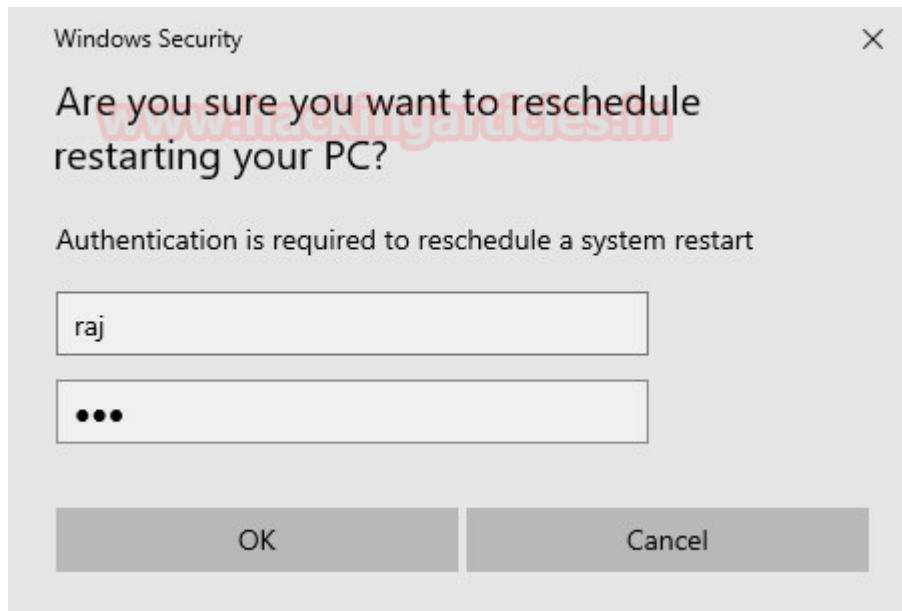 Windows Security
Are you sure you want to reschedule
www.hackingarticles.in
restarting your PC?
Authentication is required to reschedule a system restart
raj
•••
OK
Cancel